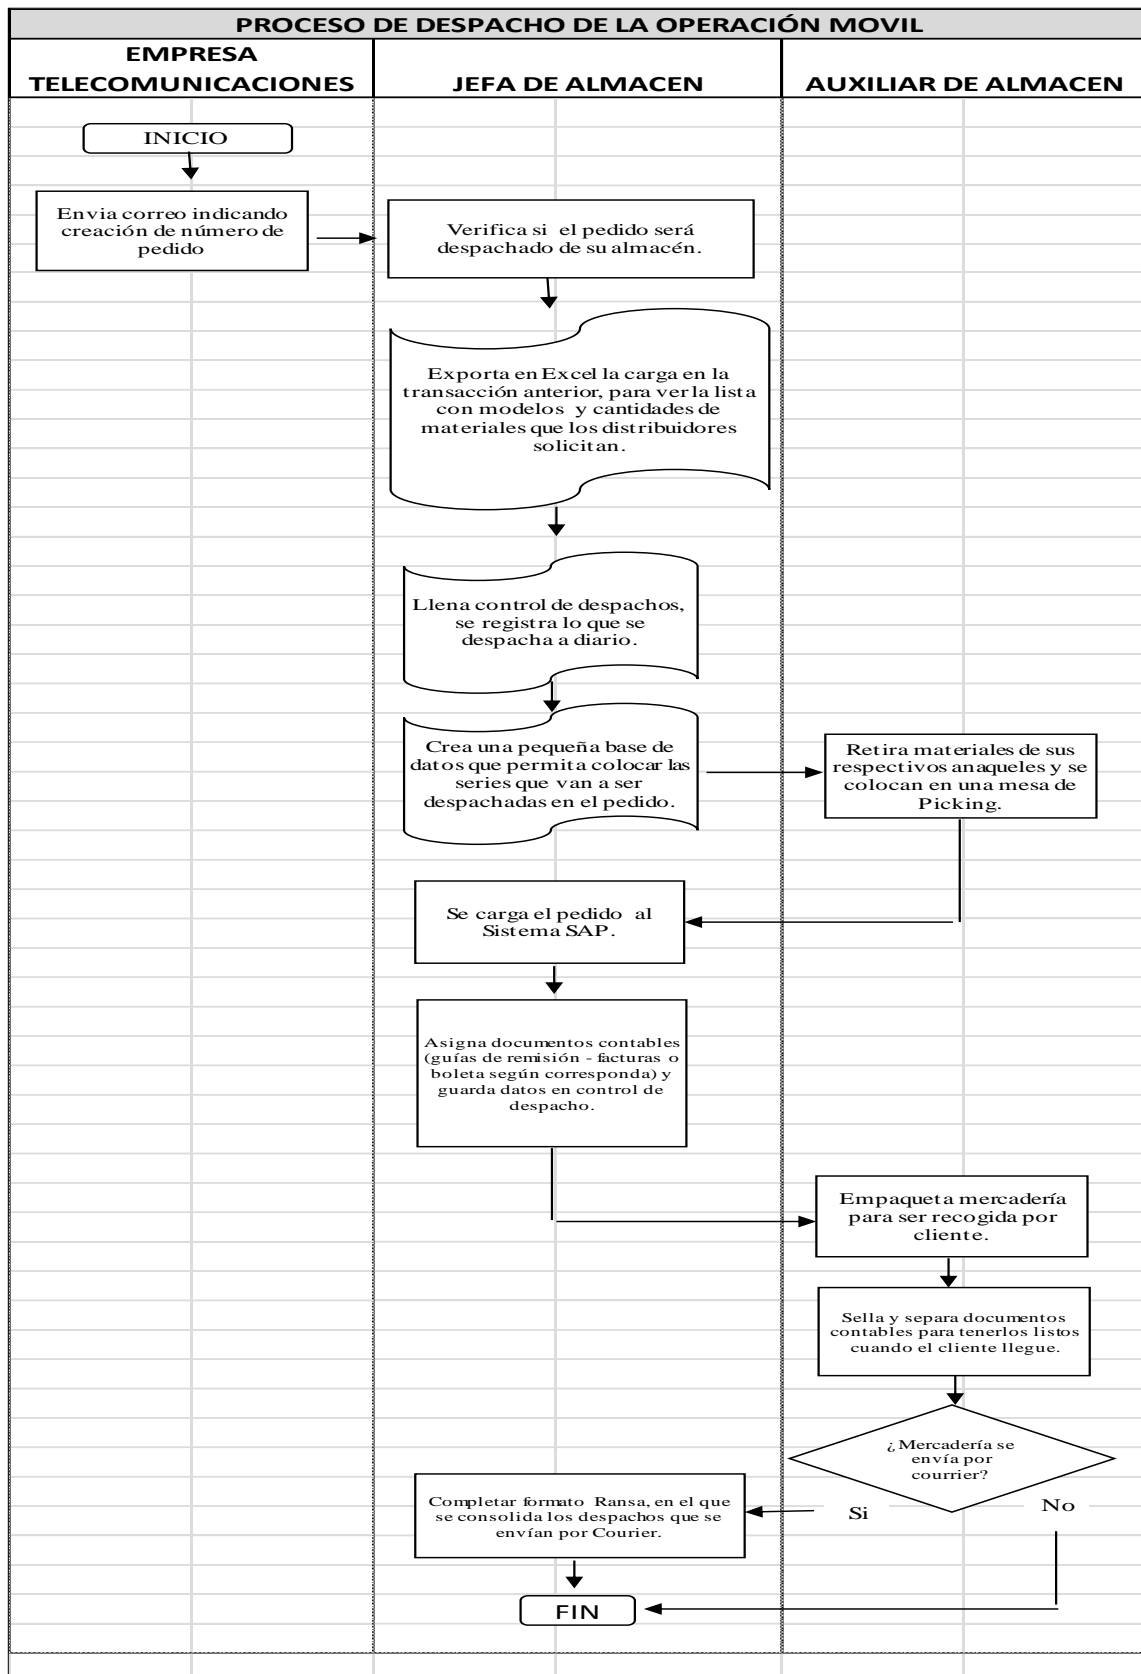 PROCESO DE DESPACHO DE LA OPERACIÓN MOVIL
EMPRESA
TELECOMUNICACIONES
JEFA DE ALMACEN
AUXILIAR DE ALMACEN
INICIO
Envia correo indicando
creación de número de
pedido
Verifica si el pedido será
despachado de su almacén.
Exporta en Excel la carga en la
transacción anterior, para ver la lista
con modelos y cantidades de
materiales que los distribuidores
solicitan.
Llena control de despachos,
se registra lo que se
despacha a diario.
Crea una pequeña base de
datos que permita colocar las
series que van a ser
despachadas en el pedido.
Retira materiales de sus
respectivos anaqueles y se
colocan en una mesa de
Picking.
Se carga el pedido al
Sistema SAP.
Asigna documentos contables
(guías de remisión - facturas o
boleta según corresponda) y
guarda datos en control de
despacho.
Empaqueta mercadería
para ser recogida por
cliente.
Sella y separa documentos
contables para tenerlos listos
cuando el cliente llegue.
¿Mercadería se
envía por
courrier?
Si
No
Completar formato Ransa, en el que
se consolida los despachos que se
envían por Courier.
FIN